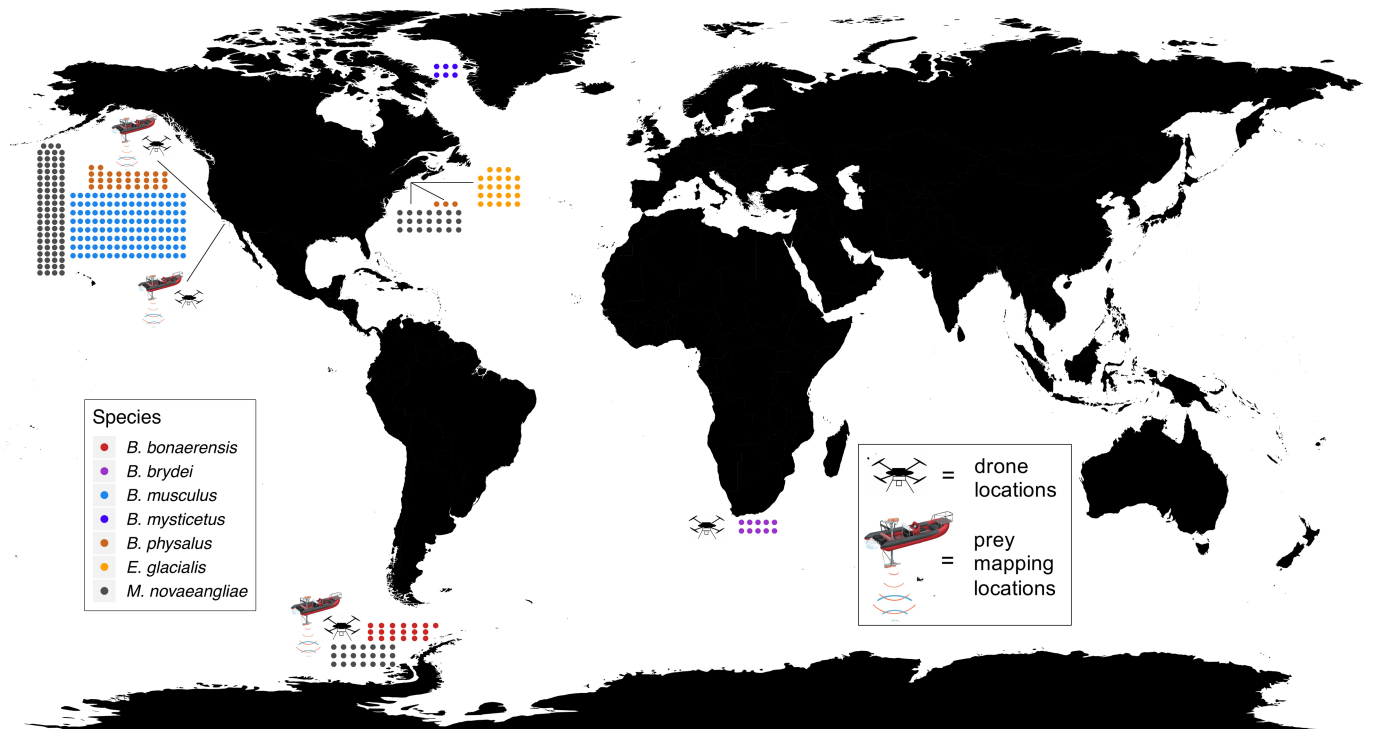 Species
B. bonaerensis
B. brydei
B. musculus
B. mysticetus
B. physalus
E. glacialis
M. novaeangliae
= drone
locations
= prey
mapping
locations